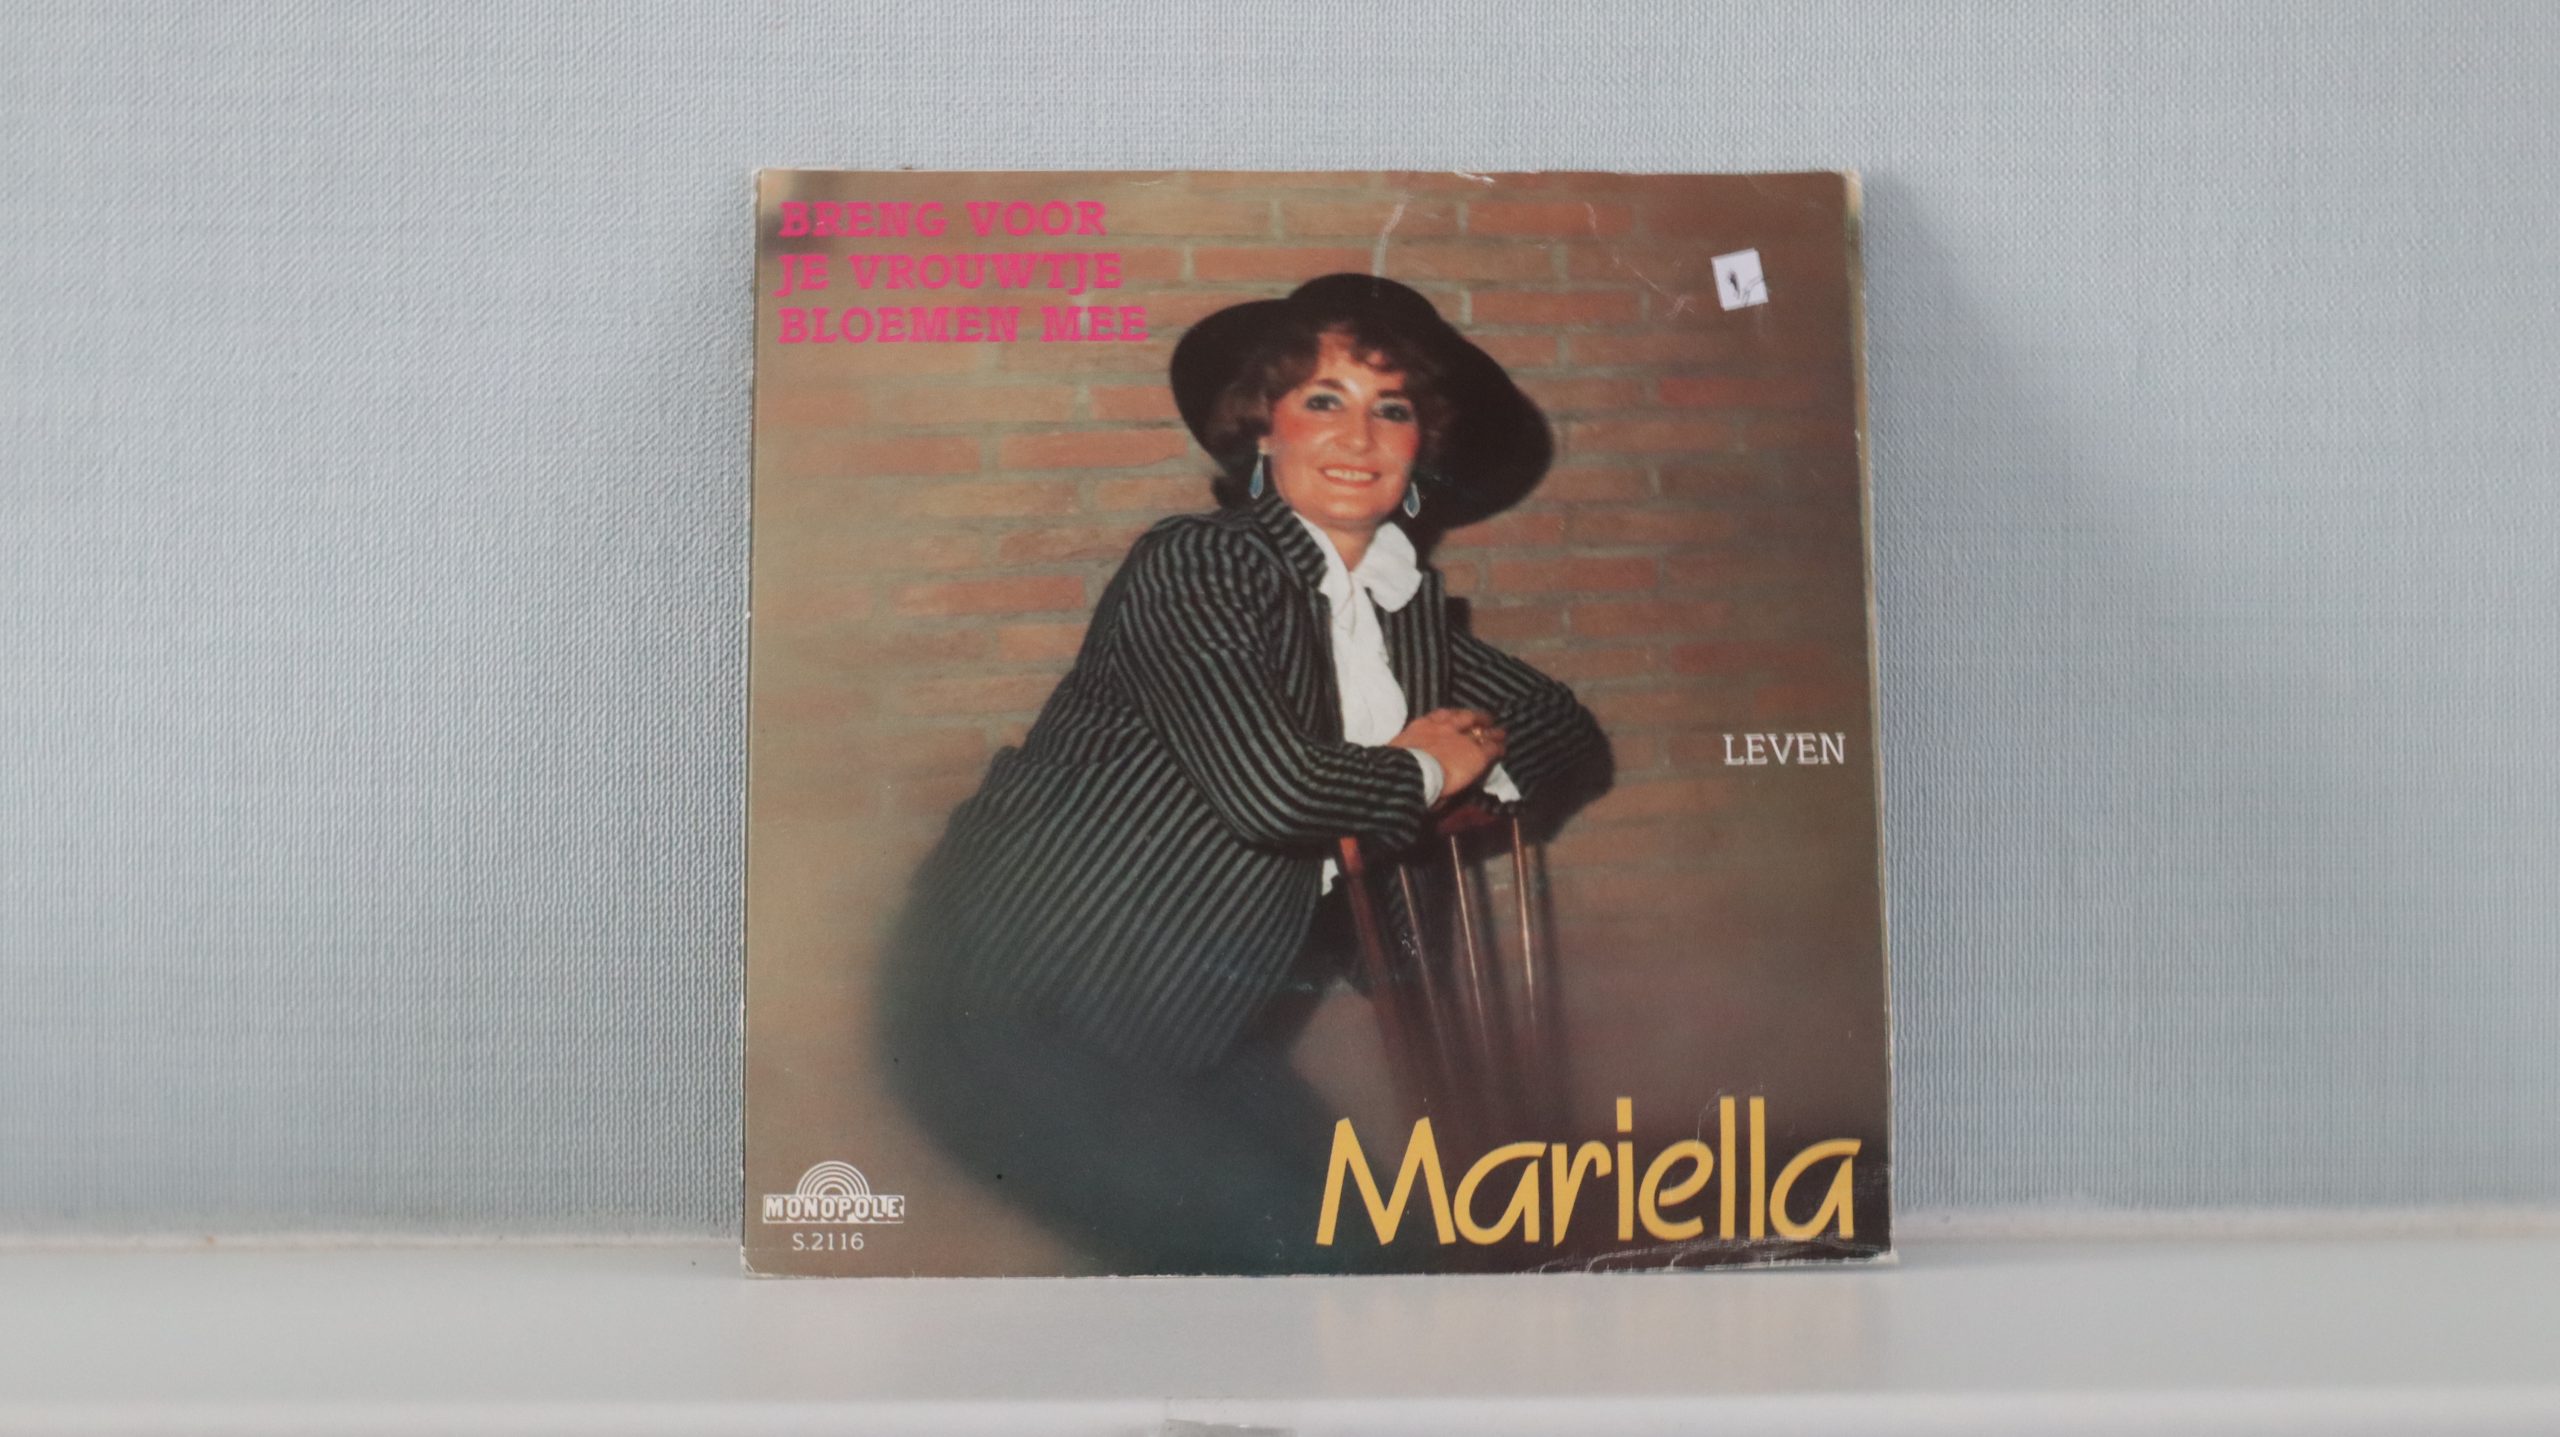 BRENG VOOR
JE VROUWTJE
BLOEMEN MEE
LEVEN
Mariella
MONOPOLE
S.2116